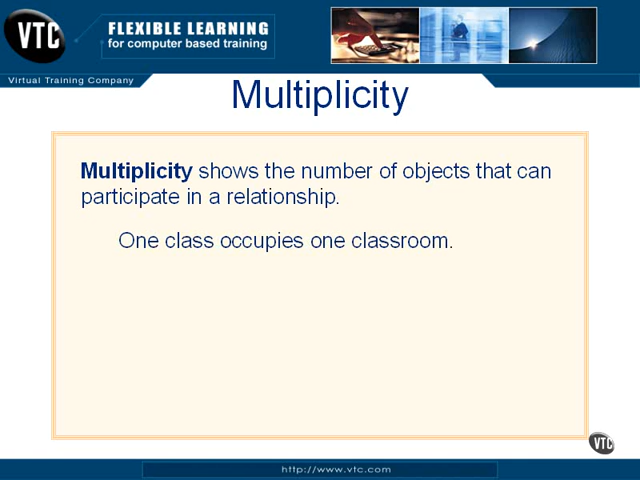 VTC
FLEXIBLE LEARNING
for computer based training
Virtual Training Company
Multiplicity
Multiplicity shows the number of objects that can
participate in a relationship.
One class occupies one classroom.
VTC
http://www.vtc.com